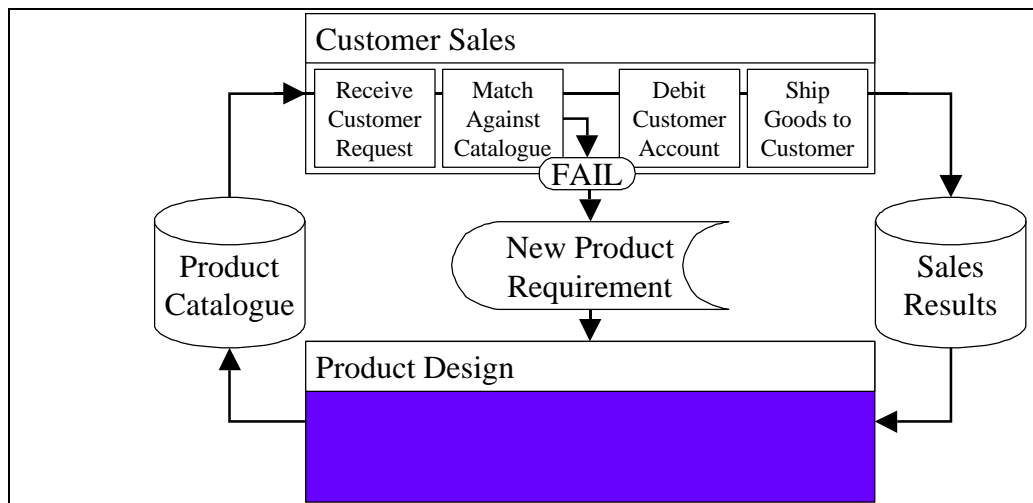 Customer Sales
Receive
Customer
Request
Match
Against
Catalogue
Debit
Customer
Account
Ship
Goods to
Customer
FAIL
Product
Catalogue
New Product
Requirement
Sales
Results
Product Design